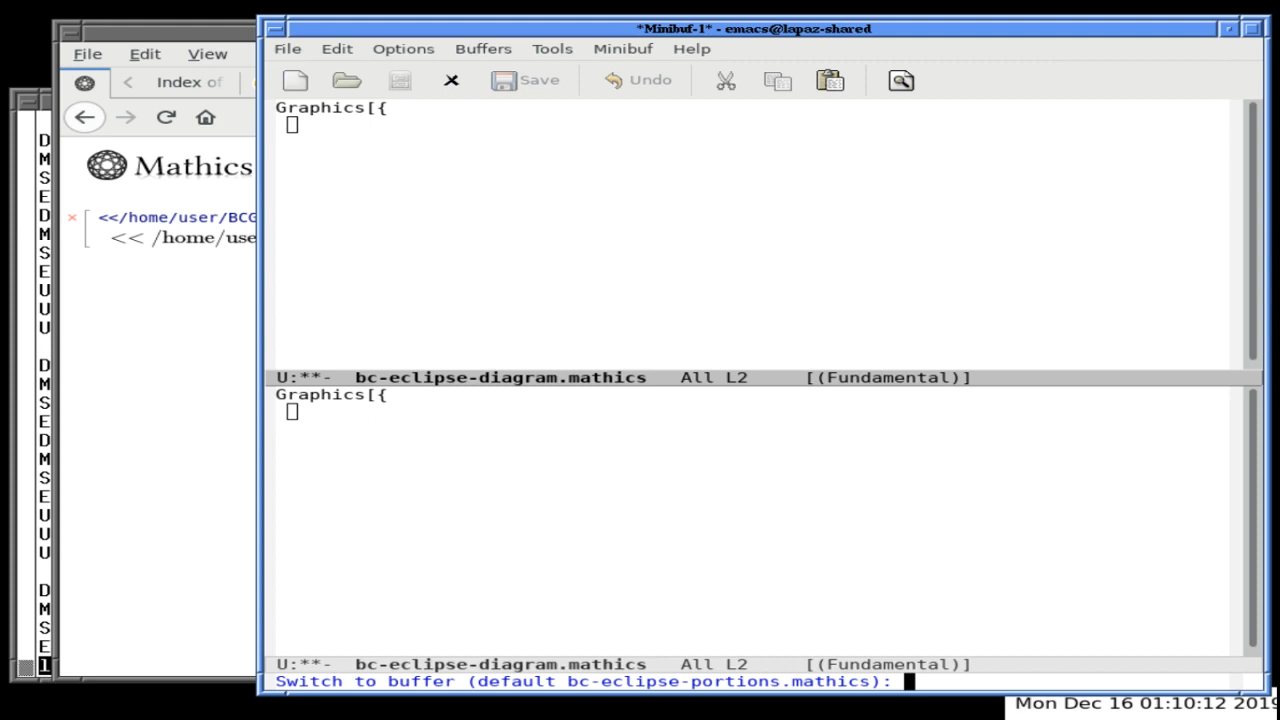 *Minibuf-1* - emacs@lapaz-shared
File Edit Options Buffers Tools Minibuf Help
Save Undo
Graphics[{
U:**-  bc-eclipse-diagram.mathics   All L2     [(Fundamental)]
Graphics[{
U:**-  bc-eclipse-diagram.mathics   All L2     [(Fundamental)]
Switch to buffer (default bc-eclipse-portions.mathics):
File Edit View
Index of
Mathics
<</home/user/BCG
<< /home/use
D
M
S
E
D
M
S
E
U
U
U
D
M
S
E
D
M
S
E
U
U
U
D
M
S
E
Mon Dec 16 01:10:12 2019